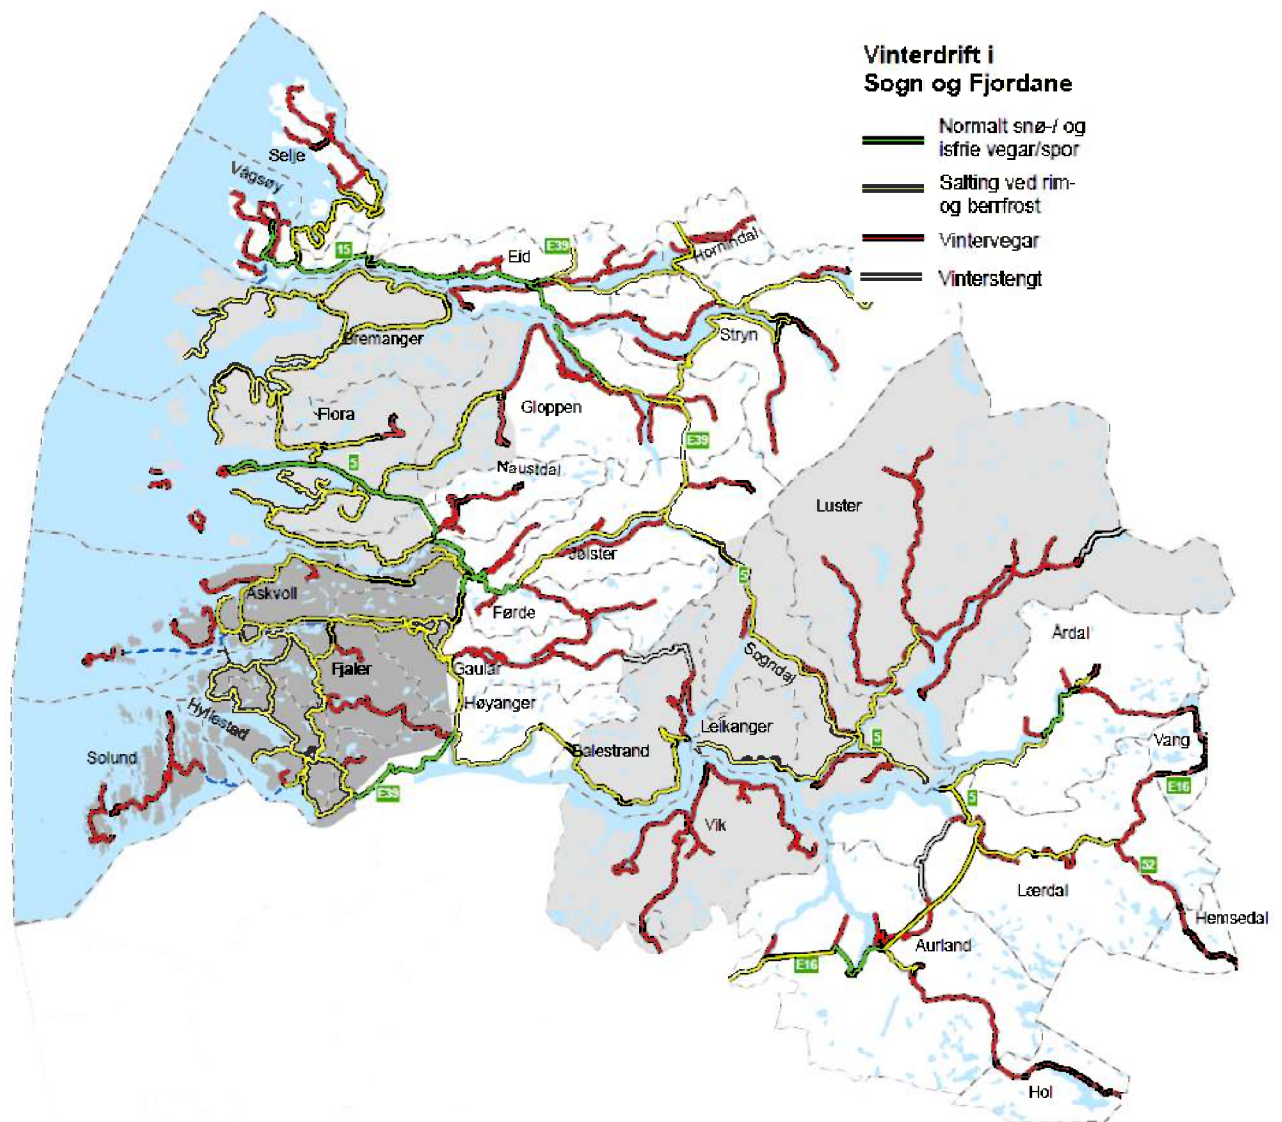 Vinterdrift i
Sogn og Fjordane
Normalt snø-/ og
isfrie vegar/spor
Salting ved rim-
og berrfrost
Vintervegar
Vinterstengt
Selje
Vågsøy
15
Eid
E39
Hornindal
Bremanger
Stryn
Flora
Gloppen
E39
5
Naustdal
Luster
Jølster
5
Askvoll
Førde
Årdal
Fjaler
Gaular
Sogndal
Høyanger
Hyllestad
Leikanger
Balestrand
5
Vang
Solund
E39
E16
5
Vik
52
Lærdal
Hemsedal
Aurland
E16
Hol